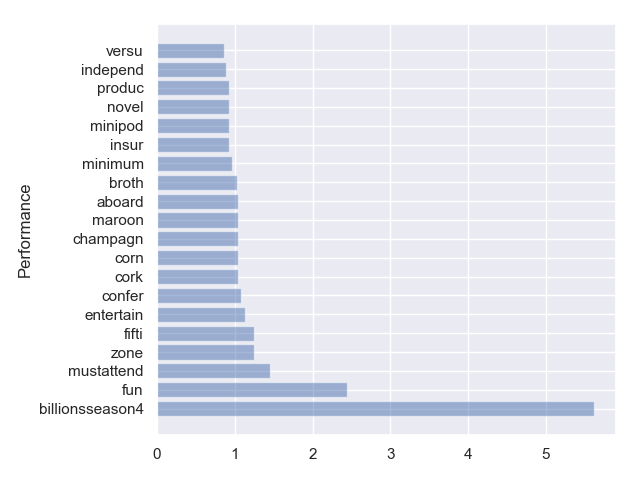 versu
independ
produc
novel
minipod
insur
minimum
broth
aboard
maroon
champagn
corn
cork
confer
entertain
fifti
zone
mustattend
fun
billionsseason4
Performance
0 1 2 3 4 5